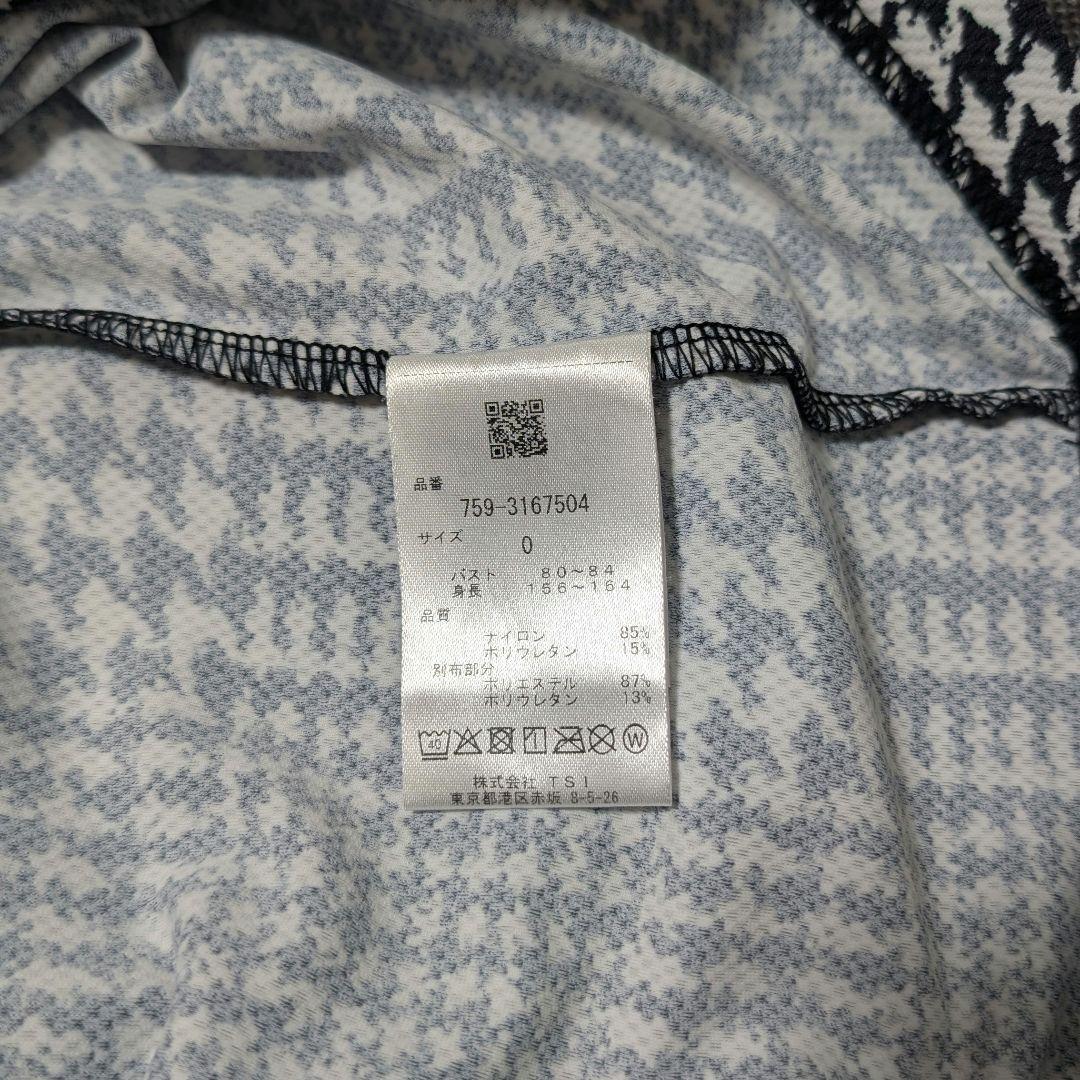 品番
759-3167504
サイズ
0
バスト 80～84
身長 156～164
品質
ナイロン 85%
ポリウレタン 15%
別布部分
ポリエステル 87%
ポリウレタン 13%
40 W
株式会社 TSI
東京都港区赤坂 8-5-26